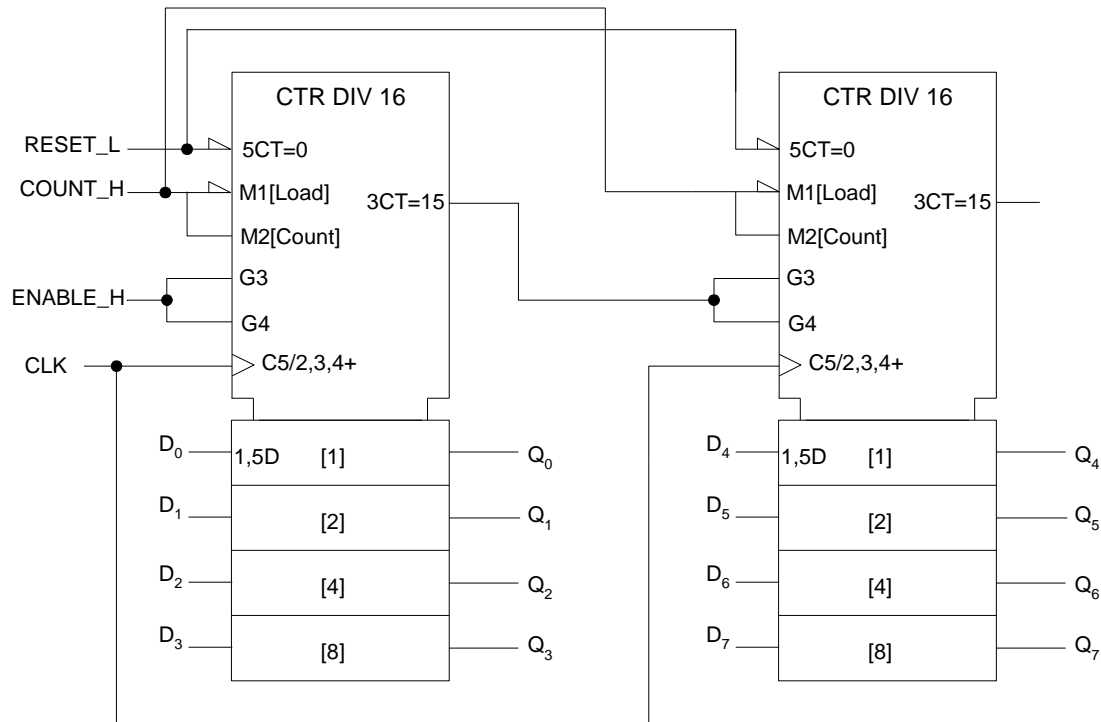 CTR DIV 16
CTR DIV 16
RESET_L
5CT=0
5CT=0
COUNT_H
M1[Load]
3CT=15
M1[Load]
3CT=15
M2[Count]
M2[Count]
ENABLE_H
G3
G3
G4
G4
CLK
C5/2,3,4+
C5/2,3,4+
D₀
1,5D
[1]
Q₀
D₄
1,5D
[1]
Q₄
D₁
[2]
Q₁
D₅
[2]
Q₅
D₂
[4]
Q₂
D₆
[4]
Q₆
D₃
[8]
Q₃
D₇
[8]
Q₇